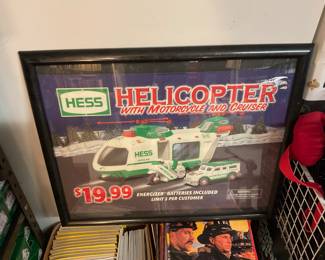 HESS
HELICOPTER
WITH MOTORCYCLE AND CRUISER
HESS
$19.99
ENERGIZER® BATTERIES INCLUDED
LIMIT 2 PER CUSTOMER